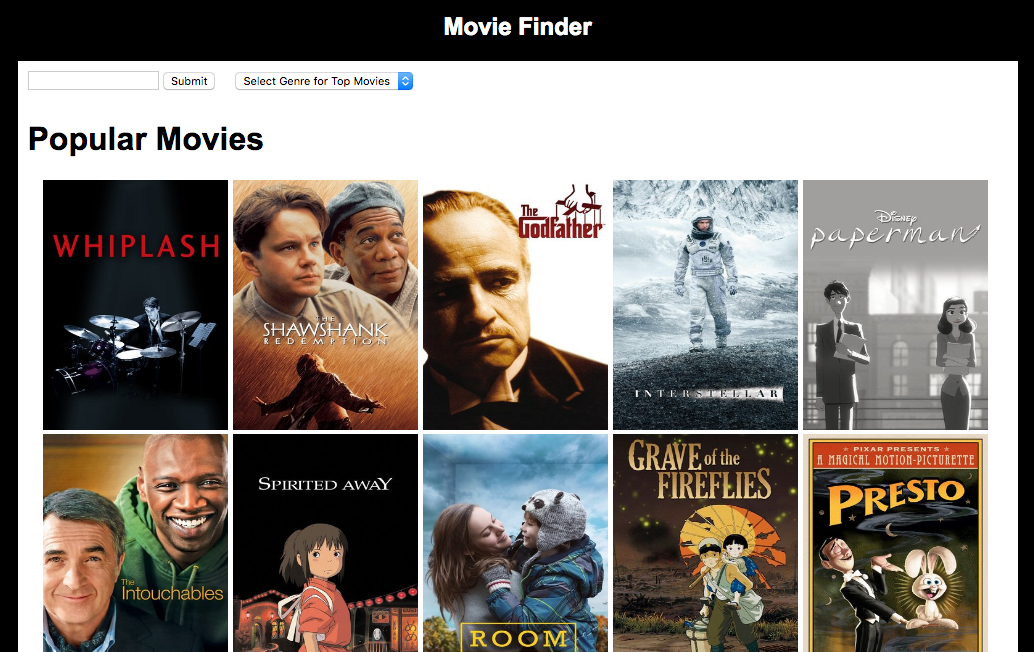 Movie Finder
Submit
Select Genre for Top Movies
Popular Movies
WHIPLASH
THE
SHAWSHANK
REDEMPTION
The
Godfather
INTERSTELLAR
Disney
paperman
The
Intouchables
SPIRITED AWAY
ROOM
GRAVE of the
FIREFLIES
PIXAR PRESENTS
A MAGICAL MOTION-PICTURETTE
PRESTO